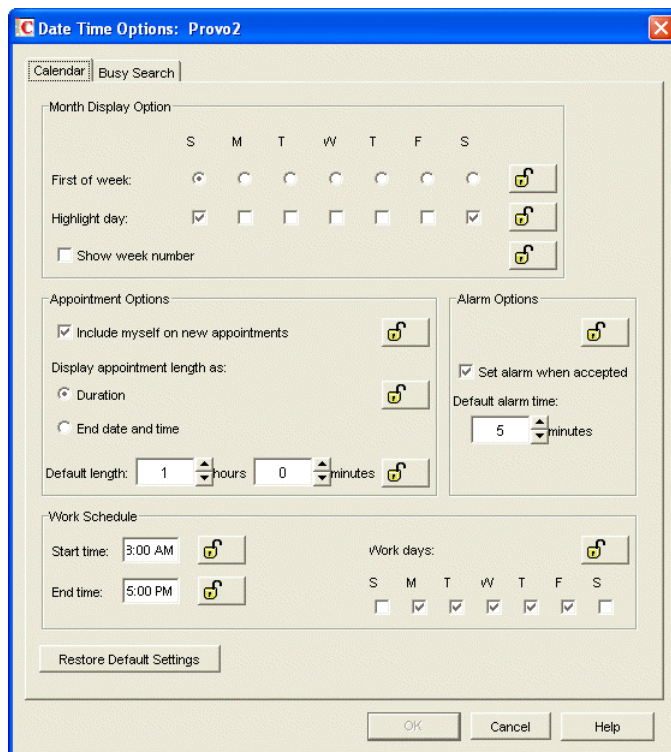 Date Time Options: Provo2
Calendar Busy Search
Month Display Option
S M T W T F S
First of week:
Highlight day:
Show week number
Appointment Options
Include myself on new appointments
Display appointment length as:
Duration
End date and time
Default length: 1 hours 0 minutes
Alarm Options
Set alarm when accepted
Default alarm time:
5 minutes
Work Schedule
Start time: :00 AM
End time: 5:00 PM
Work days:
S M T W T F S
Restore Default Settings
OK Cancel Help